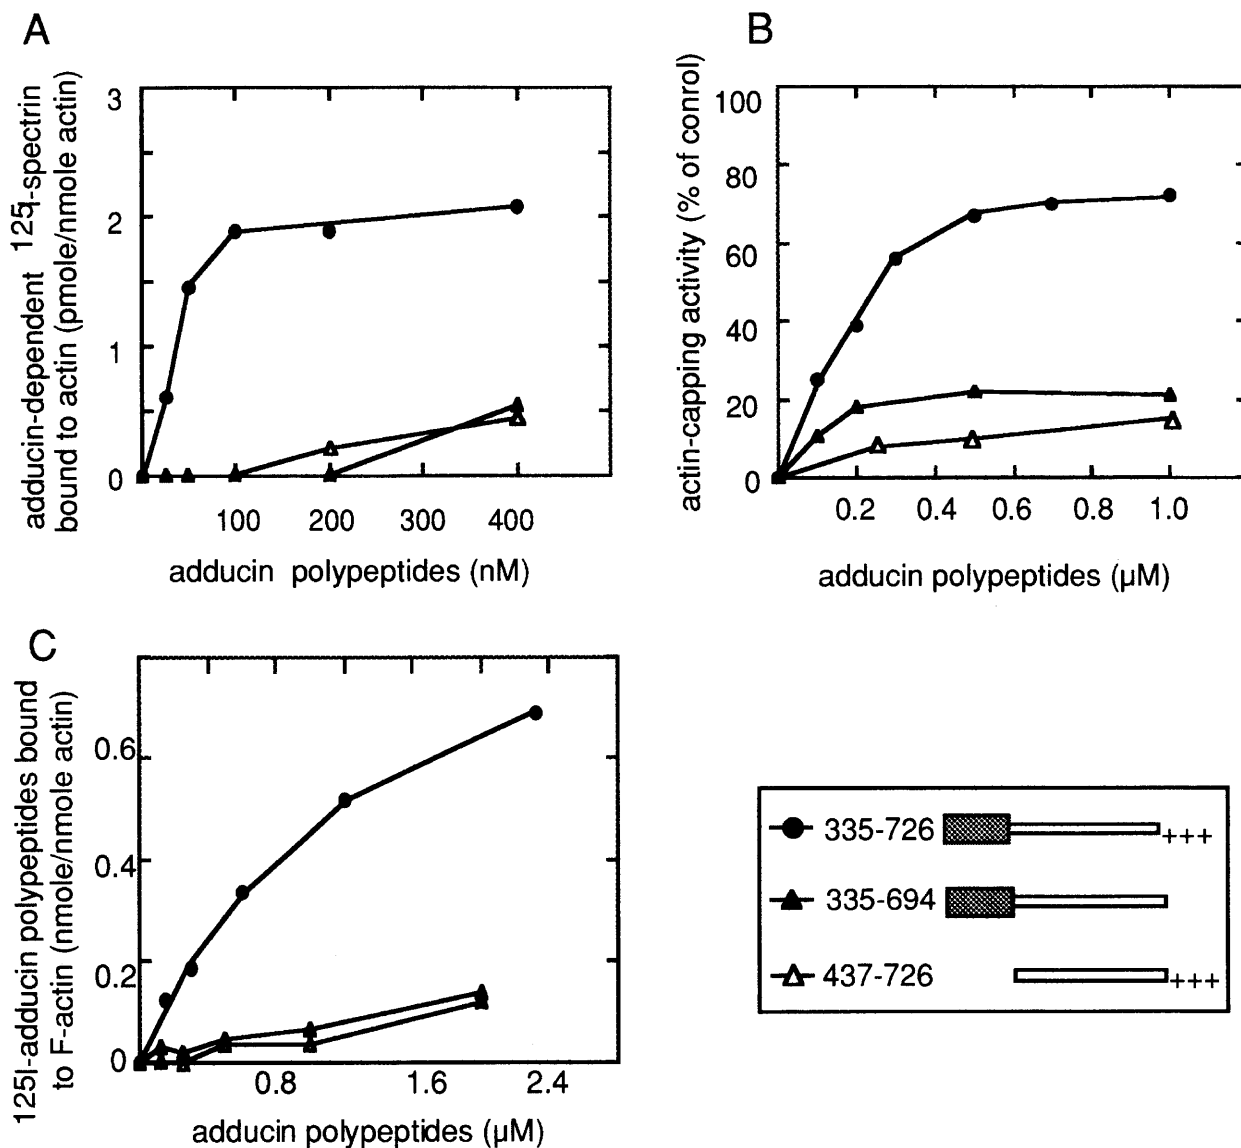 A
adducin-dependent 125I-spectrin
bound to actin (pmole/nmole actin)
3
2
1
0
100 200 300 400
adducin polypeptides (nM)
B
actin-capping activity (% of conrol)
100
80
60
40
20
0
0.2 0.4 0.6 0.8 1.0
adducin polypeptides (µM)
C
125I-adducin polypeptides bound
to F-actin (nmole/nmole actin)
0.6
0.4
0.2
0
0.8 1.6 2.4
adducin polypeptides (µM)
335-726 +++
335-694
437-726 +++